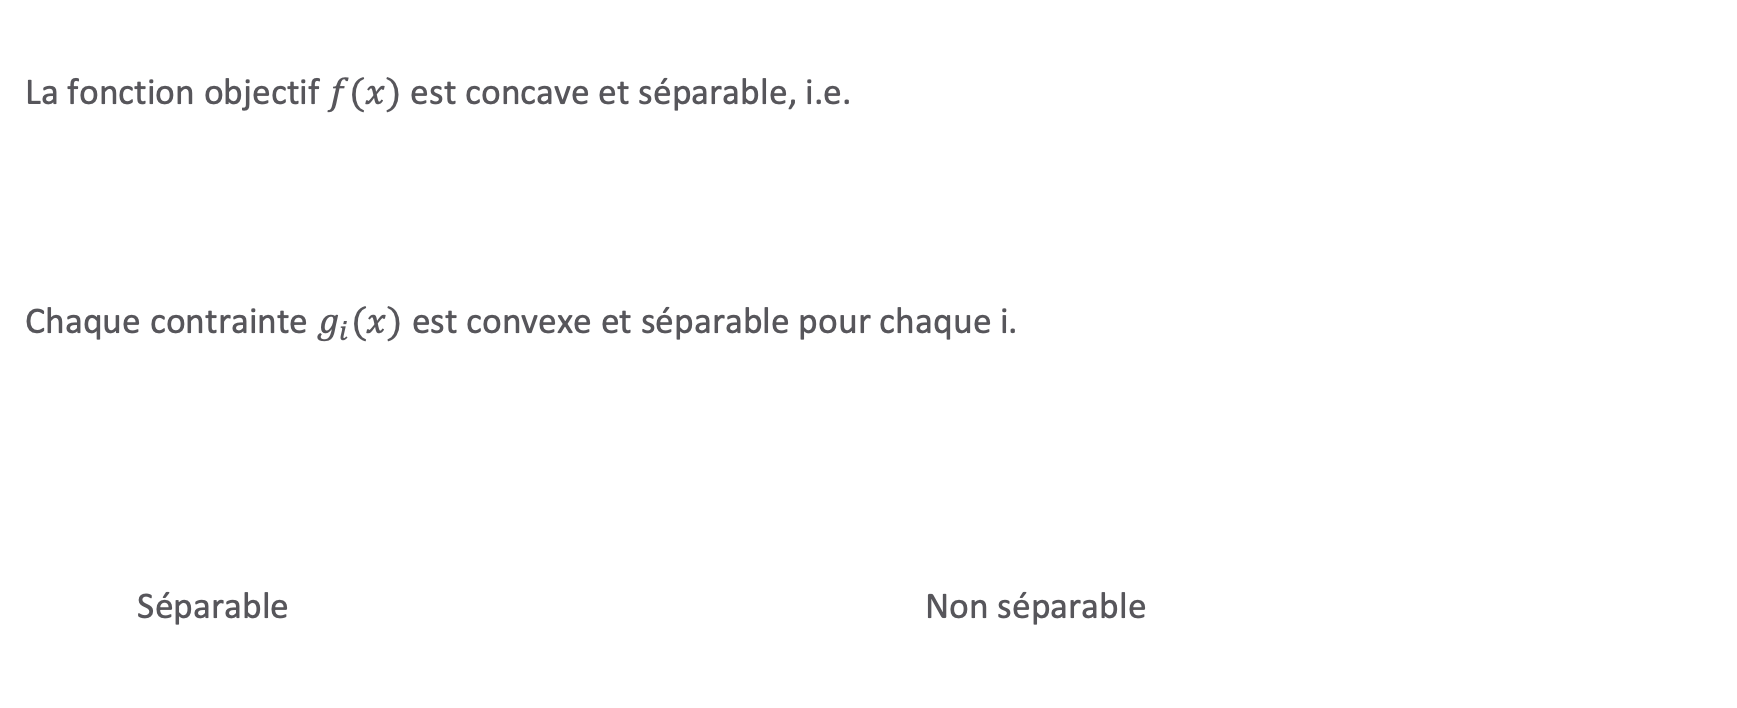 La fonction objectif f(x) est concave et séparable, i.e.
Chaque contrainte gᵢ(x) est convexe et séparable pour chaque i.
Séparable
Non séparable